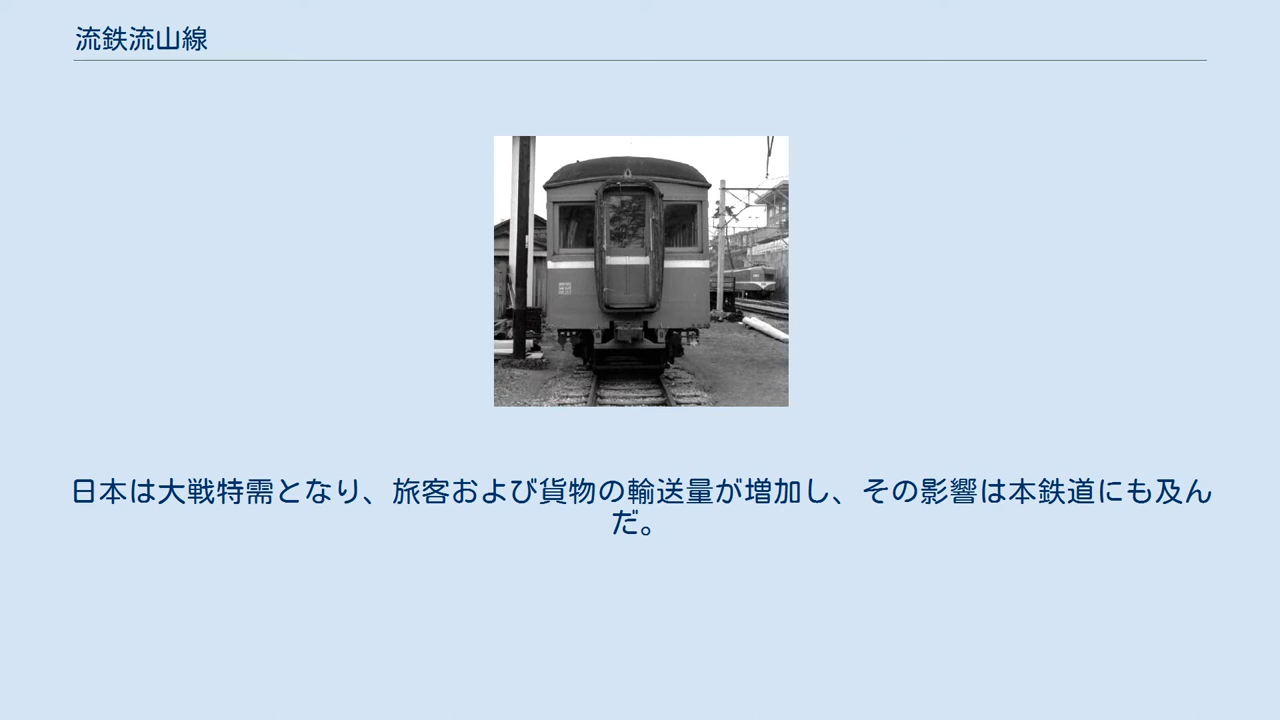 流鉄流山線
日本は大戦特需となり、旅客および貨物の輸送量が増加し、その影響は本鉄道にも及ん
だ。